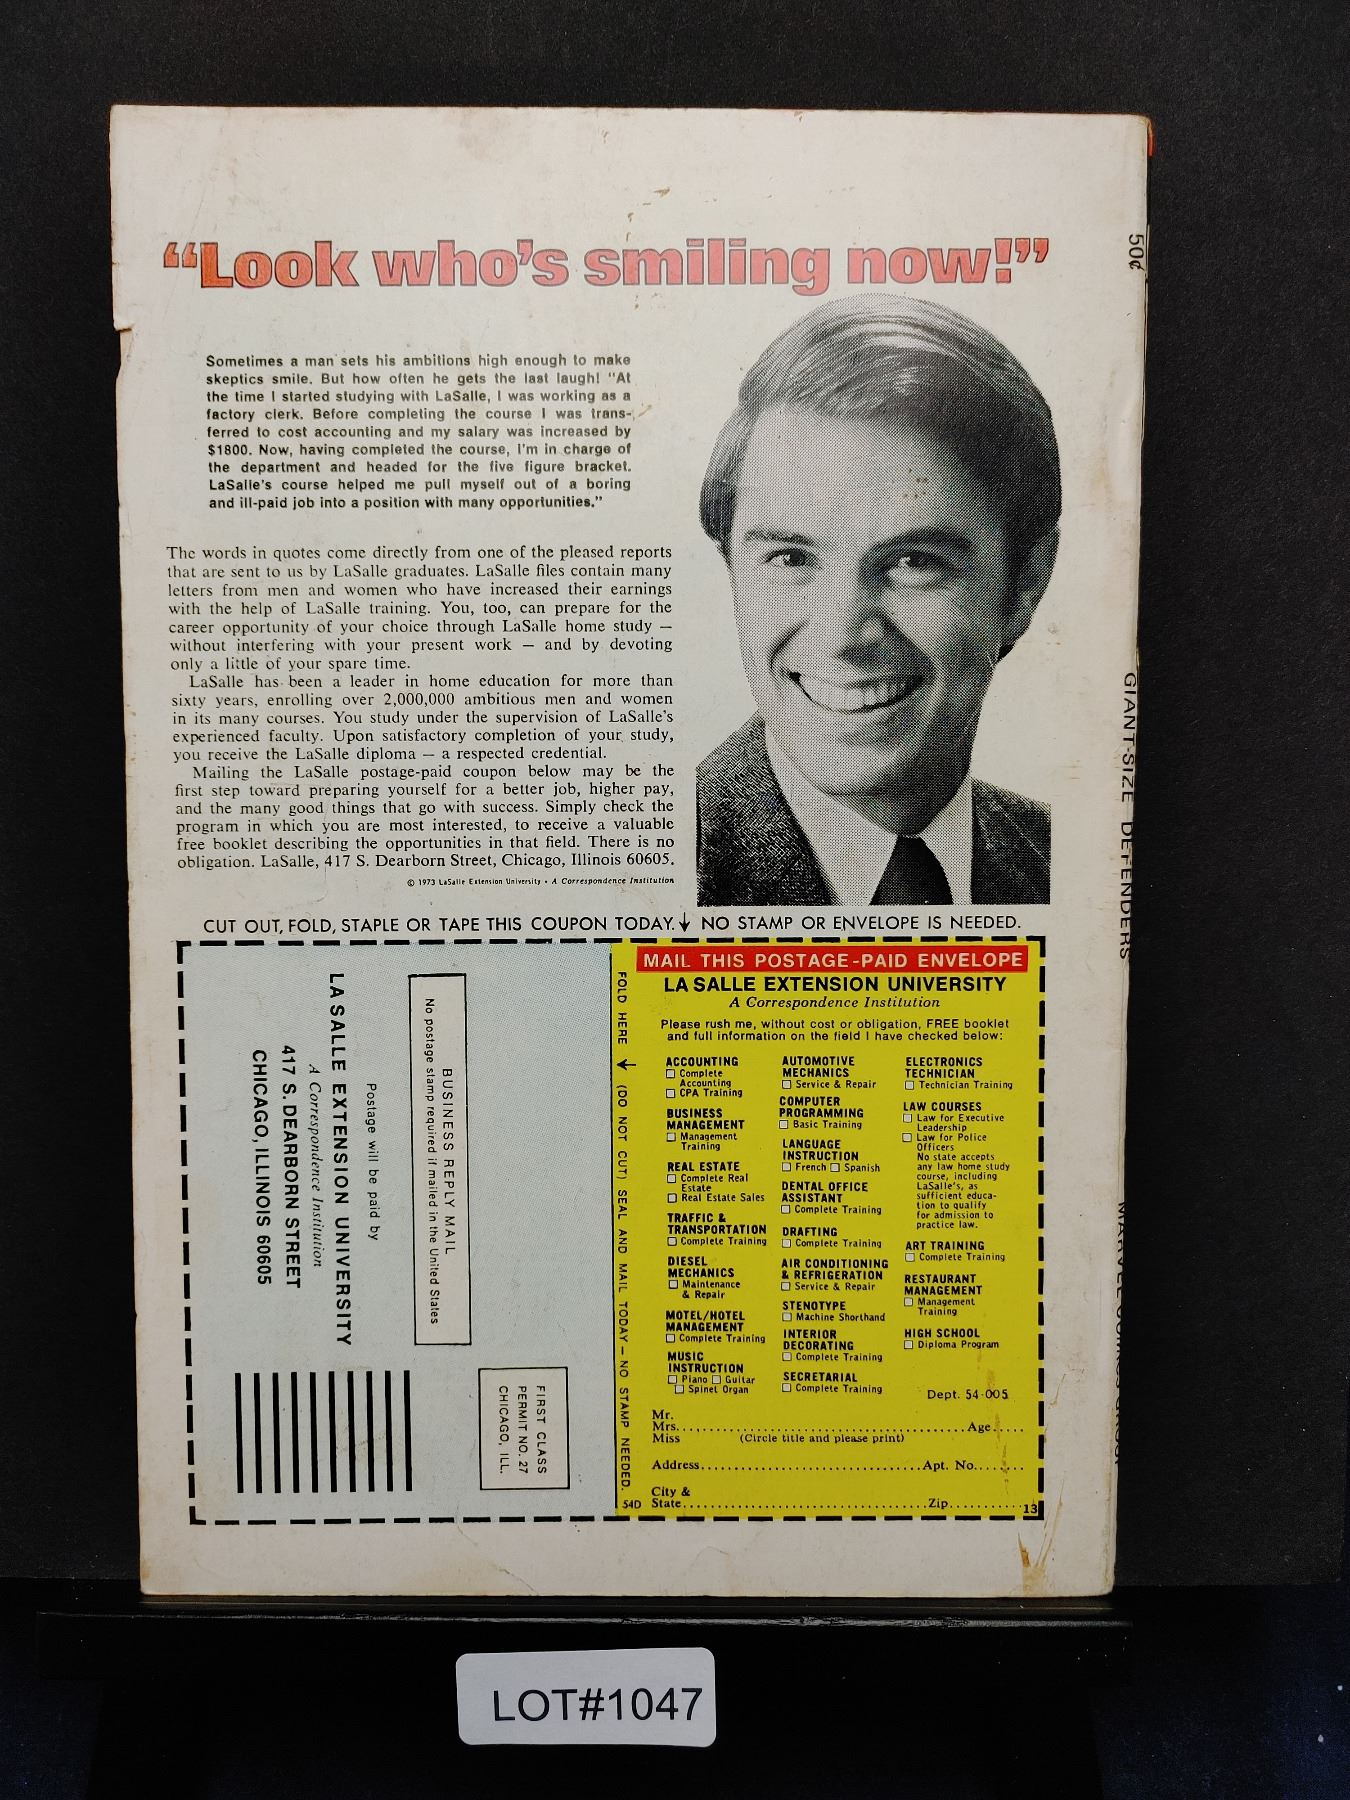 “Look who's smiling now!”
Sometimes a man sets his ambitions high enough to make
skeptics smile. But how often he gets the last laugh! "At
the time I started studying with LaSalle, I was working as a
factory clerk. Before completing the course I was trans-
ferred to cost accounting and my salary was increased by
$1800. Now, having completed the course, I'm in charge of
the department and headed for the five figure bracket.
LaSalle's course helped me pull myself out of a boring
and ill-paid job into a position with many opportunities."
The words in quotes come directly from one of the pleased reports
that are sent to us by LaSalle graduates. LaSalle files contain many
letters from men and women who have increased their earnings
with the help of LaSalle training. You, too, can prepare for the
career opportunity of your choice through LaSalle home study —
without interfering with your present work — and by devoting
only a little of your spare time.
LaSalle has been a leader in home education for more than
sixty years, enrolling over 2,000,000 ambitious men and women
in its many courses. You study under the supervision of LaSalle's
experienced faculty. Upon satisfactory completion of your study,
you receive the LaSalle diploma — a respected credential.
Mailing the LaSalle postage-paid coupon below may be the
first step toward preparing yourself for a better job, higher pay,
and the many good things that go with success. Simply check the
program in which you are most interested, to receive a valuable
free booklet describing the opportunities in that field. There is no
obligation. LaSalle, 417 S. Dearborn Street, Chicago, Illinois 60605.
© 1973 LaSalle Extension University • A Correspondence Institution
CUT OUT, FOLD, STAPLE OR TAPE THIS COUPON TODAY.↓ NO STAMP OR ENVELOPE IS NEEDED.
BUSINESS REPLY MAIL
No postage stamp required if mailed in the United States
Postage will be paid by
LA SALLE EXTENSION UNIVERSITY
A Correspondence Institution
417 S. DEARBORN STREET
CHICAGO, ILLINOIS 60605
FIRST CLASS
PERMIT NO. 27
CHICAGO, ILL.
FOLD HERE ↓ (DO NOT CUT) SEAL AND MAIL TODAY — NO STAMP NEEDED.
54D
MAIL THIS POSTAGE-PAID ENVELOPE
LA SALLE EXTENSION UNIVERSITY
A Correspondence Institution
Please rush me, without cost or obligation, FREE booklet
and full information on the field I have checked below:
ACCOUNTING
☐ Complete
Accounting
☐ CPA Training
BUSINESS
MANAGEMENT
☐ Management
Training
REAL ESTATE
☐ Complete Real
Estate
☐ Real Estate Sales
TRAFFIC &
TRANSPORTATION
☐ Complete Training
DIESEL
MECHANICS
☐ Maintenance
& Repair
MOTEL/HOTEL
MANAGEMENT
☐ Complete Training
MUSIC
INSTRUCTION
☐ Piano ☐ Guitar
☐ Spinet Organ
AUTOMOTIVE
MECHANICS
☐ Service & Repair
COMPUTER
PROGRAMMING
☐ Basic Training
LANGUAGE
INSTRUCTION
☐ French ☐ Spanish
DENTAL OFFICE
ASSISTANT
☐ Complete Training
DRAFTING
☐ Complete Training
AIR CONDITIONING
& REFRIGERATION
☐ Service & Repair
STENOTYPE
☐ Machine Shorthand
INTERIOR
DECORATING
☐ Complete Training
SECRETARIAL
☐ Complete Training
ELECTRONICS
TECHNICIAN
☐ Technician Training
LAW COURSES
☐ Law for Executive
Leadership
☐ Law for Police
Officers
No state accepts
any law home study
course, including
LaSalle's, as
sufficient educa-
tion to qualify
for admission to
practice law.
ART TRAINING
☐ Complete Training
RESTAURANT
MANAGEMENT
☐ Management
Training
HIGH SCHOOL
☐ Diploma Program
Dept. 54-005
Mr.
Mrs.............Age......
Miss (Circle title and please print)
Address.............Apt. No........
City &
State.............Zip.............
13
50¢
GIANT-SIZE DEFENDERS
LOT#1047